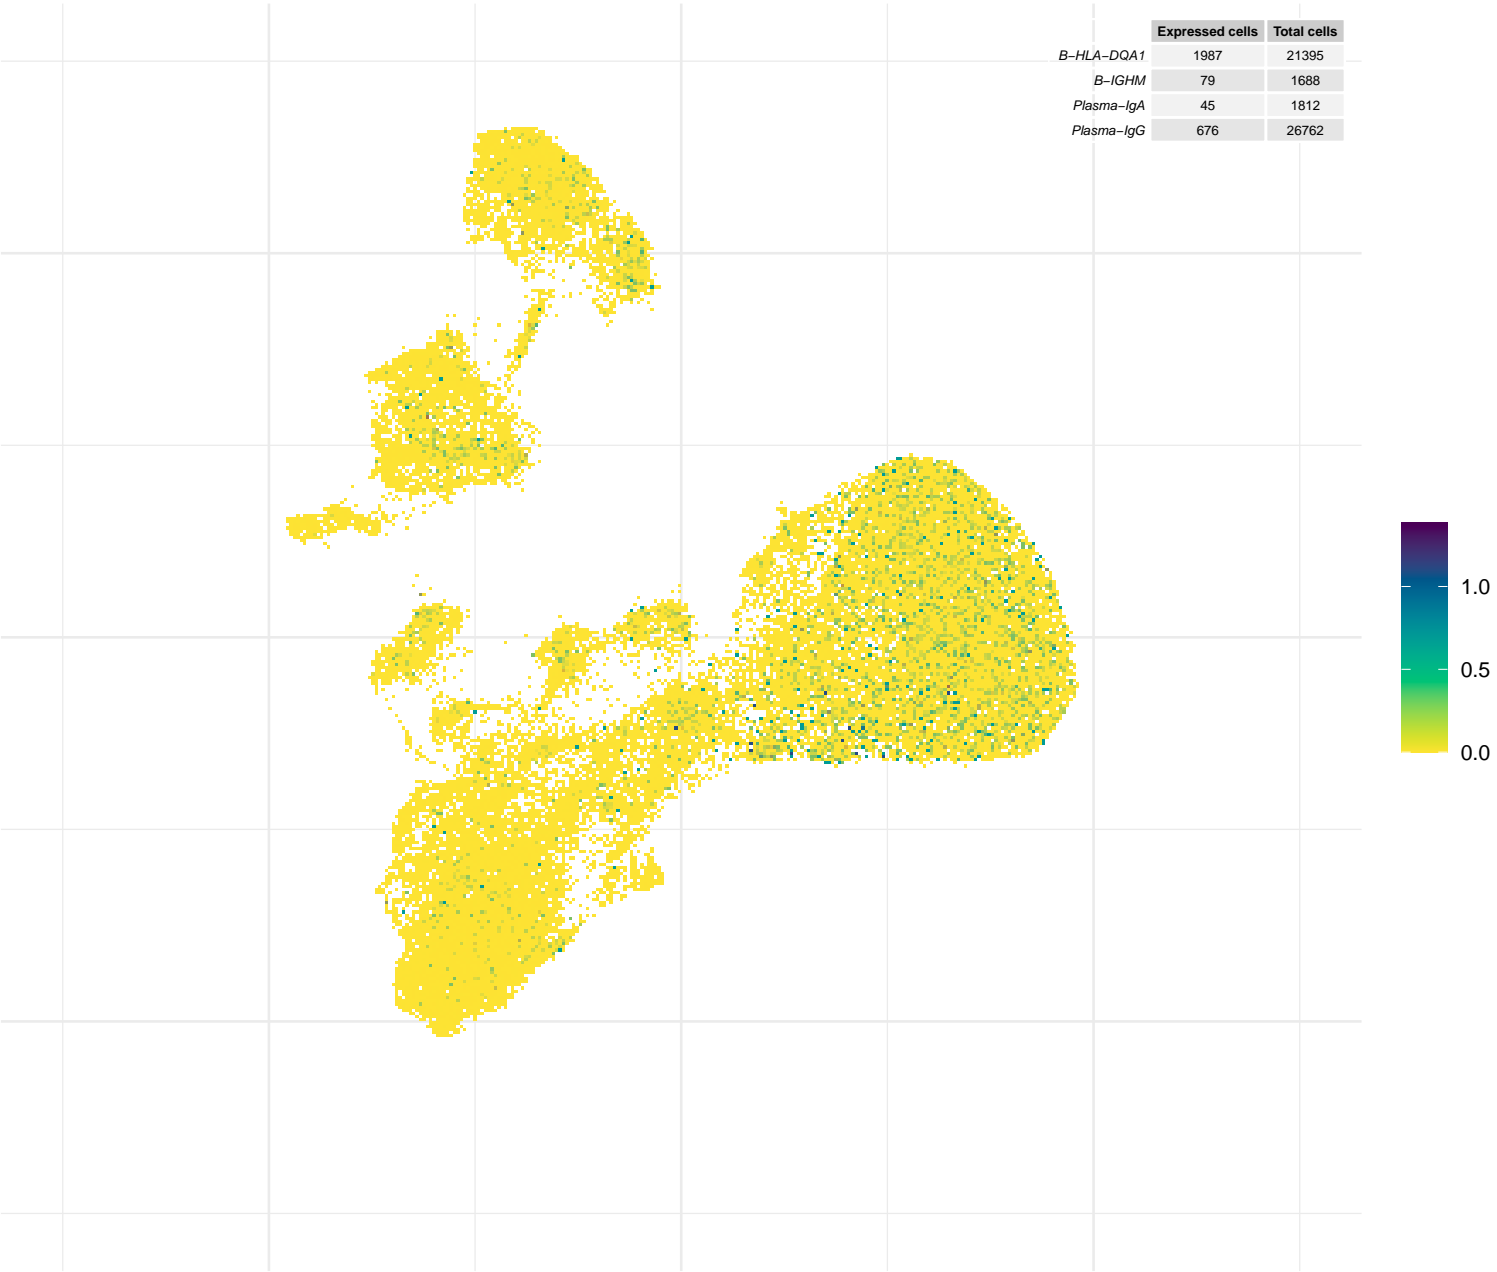 Expressed cells Total cells
B−HLA−DQA1 1987 21395
B−IGHM 79 1688
Plasma−IgA 45 1812
Plasma−IgG 676 26762
1.0
0.5
0.0